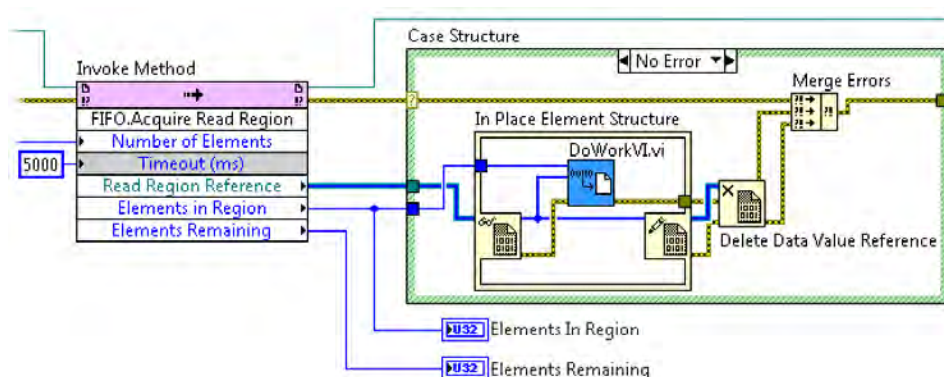 Case Structure
No Error
Invoke Method
Merge Errors
FIFO.Acquire Read Region
In Place Element Structure
Number of Elements
DoWorkVI.vi
5000
Timeout (ms)
Read Region Reference
Elements in Region
Elements Remaining
Delete Data Value Reference
U32 Elements In Region
U32 Elements Remaining